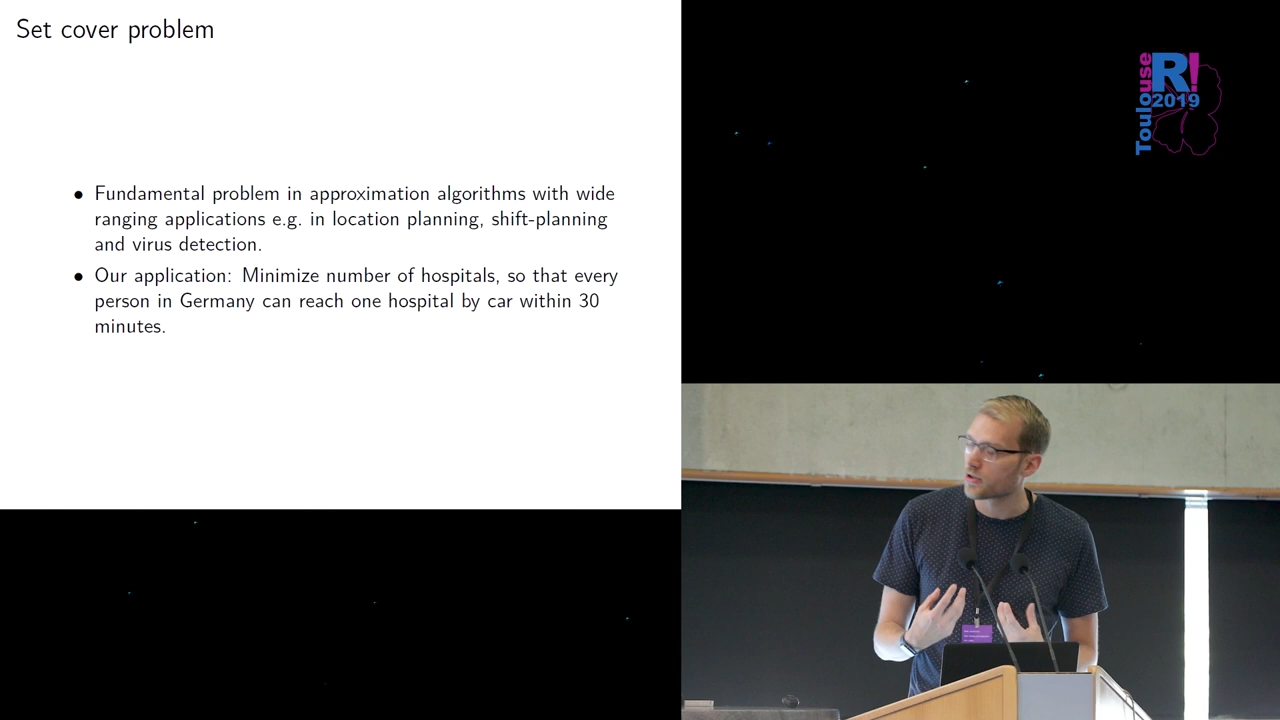 Set cover problem
• Fundamental problem in approximation algorithms with wide
ranging applications e.g. in location planning, shift-planning
and virus detection.
• Our application: Minimize number of hospitals, so that every
person in Germany can reach one hospital by car within 30
minutes.
Toulouse
R!
2019